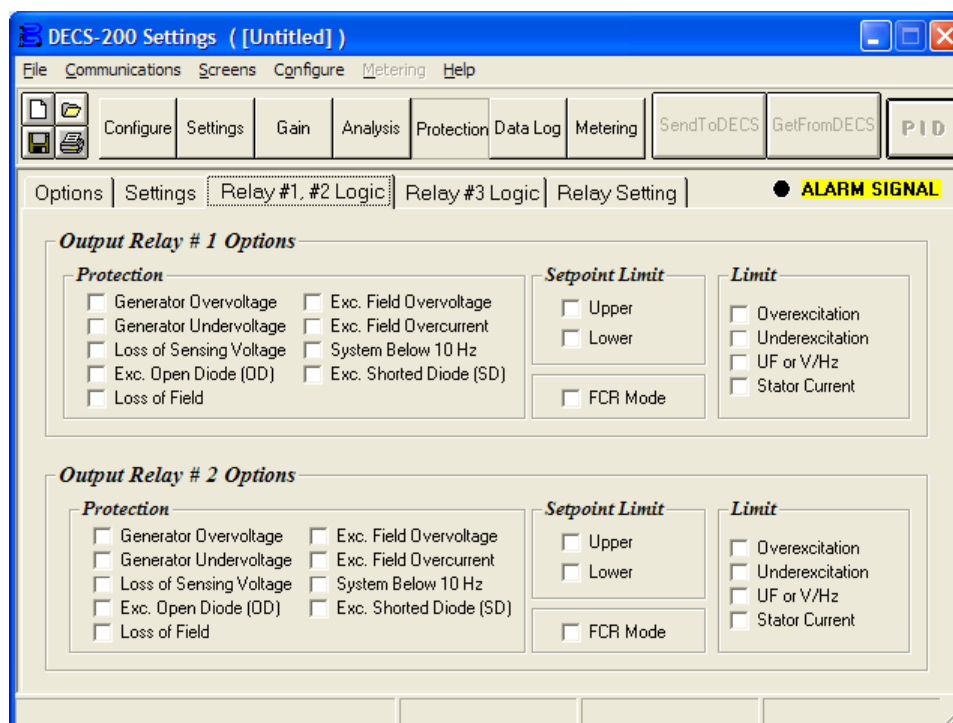 DECS-200 Settings ( [Untitled] )
File Communications Screens Configure Metering Help
Configure Settings Gain Analysis Protection Data Log Metering SendToDECS GetFromDECS PID
Options Settings Relay #1, #2 Logic Relay #3 Logic Relay Setting ALARM SIGNAL
Output Relay # 1 Options
Protection Setpoint Limit Limit
Generator Overvoltage Exc. Field Overvoltage Upper Overexcitation
Generator Undervoltage Exc. Field Overcurrent Lower Underexcitation
Loss of Sensing Voltage System Below 10 Hz UF or V/Hz
Exc. Open Diode (OD) Exc. Shorted Diode (SD) Stator Current
Loss of Field FCR Mode
Output Relay # 2 Options
Protection Setpoint Limit Limit
Generator Overvoltage Exc. Field Overvoltage Upper Overexcitation
Generator Undervoltage Exc. Field Overcurrent Lower Underexcitation
Loss of Sensing Voltage System Below 10 Hz UF or V/Hz
Exc. Open Diode (OD) Exc. Shorted Diode (SD) Stator Current
Loss of Field FCR Mode